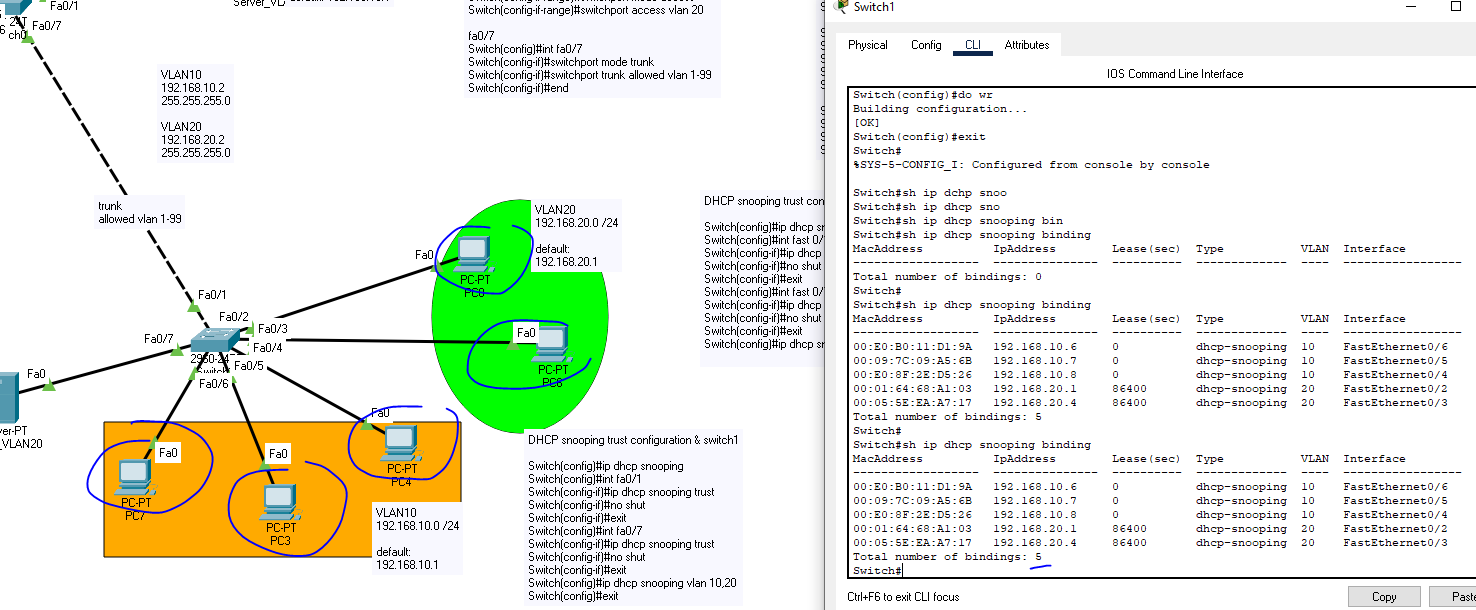 Fa0/1
Fa0/7
VLAN10
192.168.10.2
255.255.255.0
VLAN20
192.168.20.2
255.255.255.0
trunk
allowed vlan 1-99
Switch(config-if-range)#switchport access vlan 20
fa0/7
Switch(config)#int fa0/7
Switch(config-if)#switchport mode trunk
Switch(config-if)#switchport trunk allowed vlan 1-99
Switch(config-if)#end
VLAN20
192.168.20.0 /24
default:
192.168.20.1
Fa0
PC-PT
Fa0
PC-PT
PC6
Fa0/1
Fa0/2
Fa0/3
Fa0/4
Fa0/5
Fa0/6
Fa0/7
Fa0
_VLAN20
Fa0
PC-PT
PC7
Fa0
PC-PT
PC3
Fa0
PC-PT
PC4
VLAN10
192.168.10.0 /24
default:
192.168.10.1
DHCP snooping trust con
Switch(config)#ip dhcp s
Switch(config)#int fast 0/
Switch(config-if)#ip dhcp
Switch(config-if)#no shut
Switch(config-if)#exit
Switch(config)#int fast 0/
Switch(config-if)#ip dhcp
Switch(config-if)#no shut
Switch(config-if)#exit
Switch(config)#ip dhcp s
DHCP snooping trust configuration & switch1
Switch(config)#ip dhcp snooping
Switch(config)#int fa0/1
Switch(config-if)#ip dhcp snooping trust
Switch(config-if)#no shut
Switch(config-if)#exit
Switch(config)#int fa0/7
Switch(config-if)#ip dhcp snooping trust
Switch(config-if)#no shut
Switch(config-if)#exit
Switch(config)#ip dhcp snooping vlan 10,20
Switch(config)#exit
Switch1
Physical Config CLI Attributes
IOS Command Line Interface
Switch(config)#do wr
Building configuration...
[OK]
Switch(config)#exit
Switch#
%SYS-5-CONFIG_I: Configured from console by console
Switch#sh ip dchp snoo
Switch#sh ip dhcp sno
Switch#sh ip dhcp snooping bin
Switch#sh ip dhcp snooping binding
MacAddress IpAddress Lease(sec) Type VLAN Interface
------------------ --------------- ---------- ------------- ---- -----------------
Total number of bindings: 0
Switch#
Switch#sh ip dhcp snooping binding
MacAddress IpAddress Lease(sec) Type VLAN Interface
------------------ --------------- ---------- ------------- ---- -----------------
00:E0:B0:11:D1:9A 192.168.10.6 0 dhcp-snooping 10 FastEthernet0/6
00:09:7C:09:A5:6B 192.168.10.7 0 dhcp-snooping 10 FastEthernet0/5
00:E0:8F:2E:D5:26 192.168.10.8 0 dhcp-snooping 10 FastEthernet0/4
00:01:64:68:A1:03 192.168.20.1 86400 dhcp-snooping 20 FastEthernet0/2
00:05:5E:EA:A7:17 192.168.20.4 86400 dhcp-snooping 20 FastEthernet0/3
Total number of bindings: 5
Switch#
Switch#sh ip dhcp snooping binding
MacAddress IpAddress Lease(sec) Type VLAN Interface
------------------ --------------- ---------- ------------- ---- -----------------
00:E0:B0:11:D1:9A 192.168.10.6 0 dhcp-snooping 10 FastEthernet0/6
00:09:7C:09:A5:6B 192.168.10.7 0 dhcp-snooping 10 FastEthernet0/5
00:E0:8F:2E:D5:26 192.168.10.8 0 dhcp-snooping 10 FastEthernet0/4
00:01:64:68:A1:03 192.168.20.1 86400 dhcp-snooping 20 FastEthernet0/2
00:05:5E:EA:A7:17 192.168.20.4 86400 dhcp-snooping 20 FastEthernet0/3
Total number of bindings: 5
Switch#
Ctrl+F6 to exit CLI focus
Copy
Paste